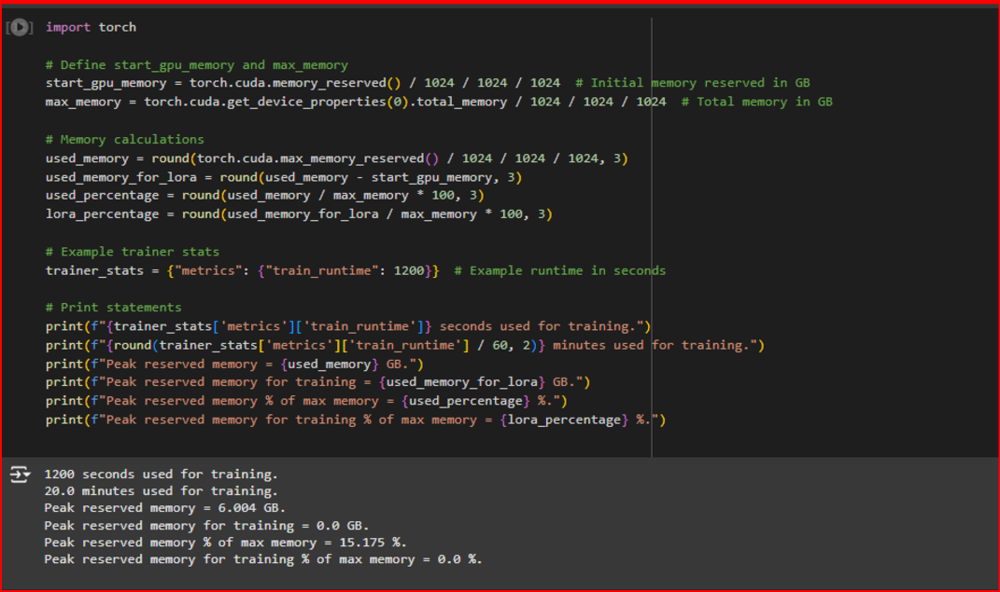 import torch
# Define start_gpu_memory and max_memory
start_gpu_memory = torch.cuda.memory_reserved() / 1024 / 1024 / 1024  # Initial memory reserved in GB
max_memory = torch.cuda.get_device_properties(0).total_memory / 1024 / 1024 / 1024  # Total memory in GB
# Memory calculations
used_memory = round(torch.cuda.max_memory_reserved() / 1024 / 1024 / 1024, 3)
used_memory_for_lora = round(used_memory - start_gpu_memory, 3)
used_percentage = round(used_memory / max_memory * 100, 3)
lora_percentage = round(used_memory_for_lora / max_memory * 100, 3)
# Example trainer stats
trainer_stats = {"metrics": {"train_runtime": 1200}}  # Example runtime in seconds
# Print statements
print(f"{trainer_stats['metrics']['train_runtime']} seconds used for training.")
print(f"{round(trainer_stats['metrics']['train_runtime'] / 60, 2)} minutes used for training.")
print(f"Peak reserved memory = {used_memory} GB.")
print(f"Peak reserved memory for training = {used_memory_for_lora} GB.")
print(f"Peak reserved memory % of max memory = {used_percentage} %.")
print(f"Peak reserved memory for training % of max memory = {lora_percentage} %.")
1200 seconds used for training.
20.0 minutes used for training.
Peak reserved memory = 6.004 GB.
Peak reserved memory for training = 0.0 GB.
Peak reserved memory % of max memory = 15.175 %.
Peak reserved memory for training % of max memory = 0.0 %.